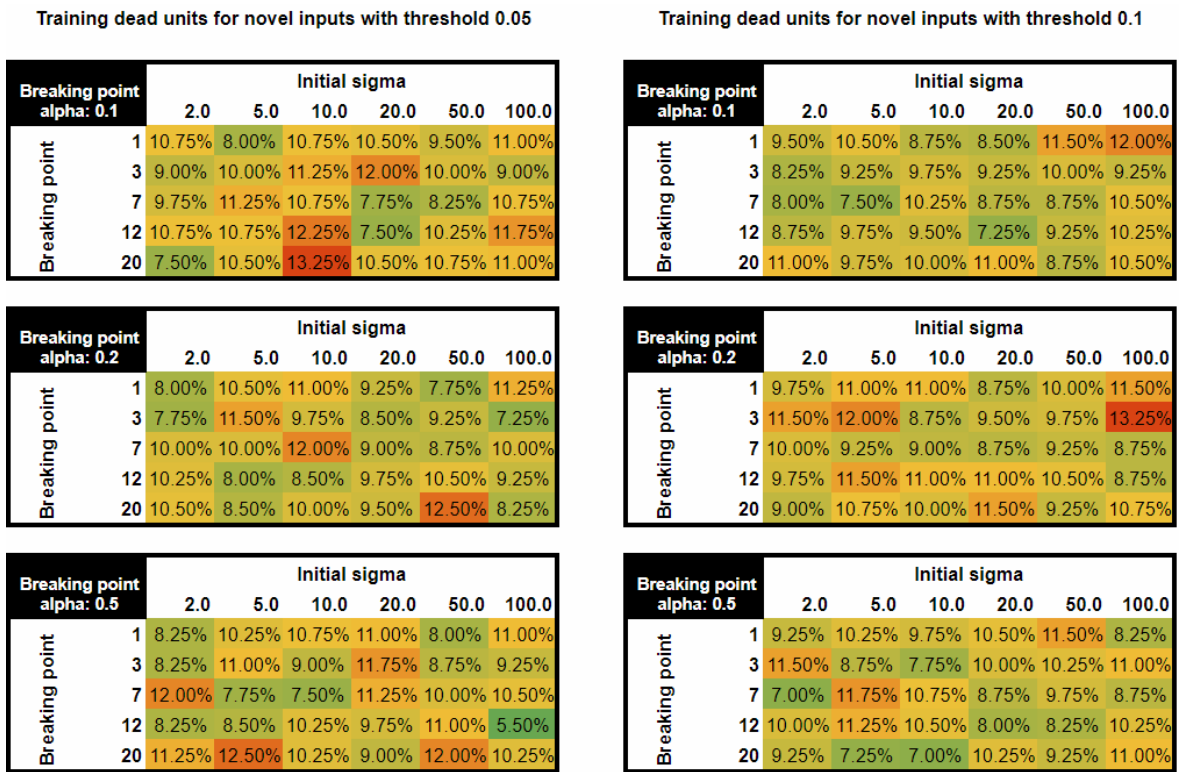 Training dead units for novel inputs with threshold 0.05
Breaking point alpha: 0.1
Initial sigma
2.0 5.0 10.0 20.0 50.0 100.0
Breaking point
1 10.75% 8.00% 10.75% 10.50% 9.50% 11.00%
3 9.00% 10.00% 11.25% 12.00% 10.00% 9.00%
7 9.75% 11.25% 10.75% 7.75% 8.25% 10.75%
12 10.75% 10.75% 12.25% 7.50% 10.25% 11.75%
20 7.50% 10.50% 13.25% 10.50% 10.75% 11.00%
Breaking point
alpha: 0.2
Initial sigma
2.0 5.0 10.0 20.0 50.0 100.0
Breaking point
1 8.00% 10.50% 11.00% 9.25% 7.75% 11.25%
3 7.75% 11.50% 9.75% 8.50% 9.25% 7.25%
7 10.00% 10.00% 12.00% 9.00% 8.75% 10.00%
12 10.25% 8.00% 8.50% 9.75% 10.50% 9.25%
20 10.50% 8.50% 10.00% 9.50% 12.50% 8.25%
Breaking point
alpha: 0.5
Initial sigma
2.0 5.0 10.0 20.0 50.0 100.0
Breaking point
1 8.25% 10.25% 10.75% 11.00% 8.00% 11.00%
3 8.25% 11.00% 9.00% 11.75% 8.75% 9.25%
7 12.00% 7.75% 7.50% 11.25% 10.00% 10.50%
12 8.25% 8.50% 10.25% 9.75% 11.00% 5.50%
20 11.25% 12.50% 10.25% 9.00% 12.00% 10.25%
Training dead units for novel inputs with threshold 0.1
Breaking point
alpha: 0.1
Initial sigma
2.0 5.0 10.0 20.0 50.0 100.0
Breaking point
1 9.50% 10.50% 8.75% 8.50% 11.50% 12.00%
3 8.25% 9.25% 9.75% 9.25% 10.00% 9.25%
7 8.00% 7.50% 10.25% 8.75% 8.75% 10.50%
12 8.75% 9.75% 9.50% 7.25% 9.25% 10.25%
20 11.00% 9.75% 10.00% 11.00% 8.75% 10.50%
Breaking point
alpha: 0.2
Initial sigma
2.0 5.0 10.0 20.0 50.0 100.0
Breaking point
1 9.75% 11.00% 11.00% 8.75% 10.00% 11.50%
3 11.50% 12.00% 8.75% 9.50% 9.75% 13.25%
7 10.00% 9.25% 9.00% 8.75% 9.25% 8.75%
12 9.75% 11.50% 11.00% 11.00% 10.50% 8.75%
20 9.00% 10.75% 10.00% 11.50% 9.25% 10.75%
Breaking point
alpha: 0.5
Initial sigma
2.0 5.0 10.0 20.0 50.0 100.0
Breaking point
1 9.25% 10.25% 9.75% 10.50% 11.50% 8.25%
3 11.50% 8.75% 7.75% 10.00% 10.25% 11.00%
7 7.00% 11.75% 10.75% 8.75% 9.75% 8.75%
12 10.00% 11.25% 10.50% 8.00% 8.25% 10.25%
20 9.25% 7.25% 7.00% 10.25% 9.25% 11.00%